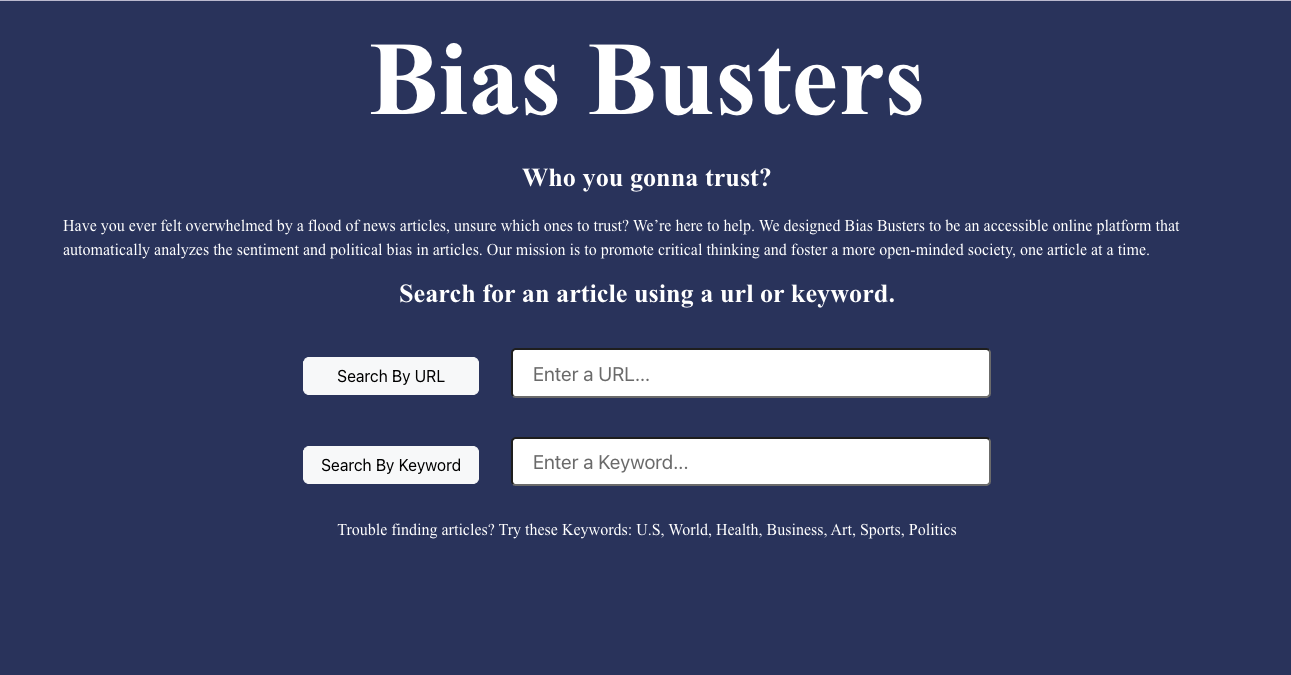 Bias Busters
Who you gonna trust?
Have you ever felt overwhelmed by a flood of news articles, unsure which ones to trust? We’re here to help. We designed Bias Busters to be an accessible online platform that
automatically analyzes the sentiment and political bias in articles. Our mission is to promote critical thinking and foster a more open-minded society, one article at a time.
Search for an article using a url or keyword.
Search By URL
Enter a URL...
Search By Keyword
Enter a Keyword...
Trouble finding articles? Try these Keywords: U.S, World, Health, Business, Art, Sports, Politics